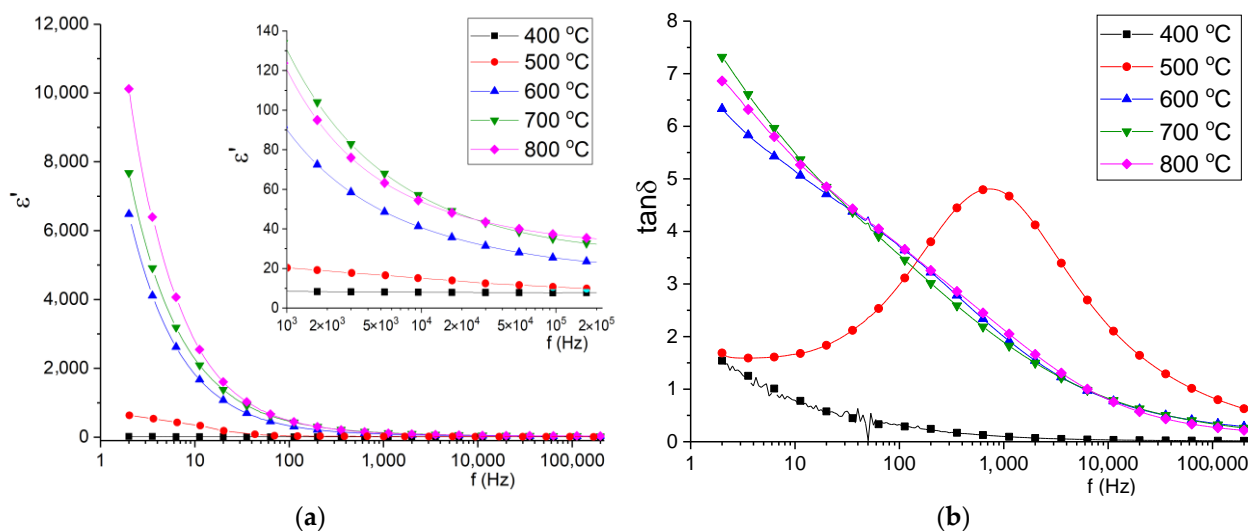 12,000
10,000
8,000
6,000
4,000
2,000
0
ε'
1
10
100
1,000
10,000
100,000
f (Hz)
140
120
100
80
60
40
20
0
ε'
10³
2×10³
5×10³
10⁴
2×10⁴
5×10⁴
10⁵
2×10⁵
f (Hz)
400 °C
500 °C
600 °C
700 °C
800 °C
(a)
8
7
6
5
4
3
2
1
0
tanδ
1
10
100
1,000
10,000
100,000
f (Hz)
400 °C
500 °C
600 °C
700 °C
800 °C
(b)